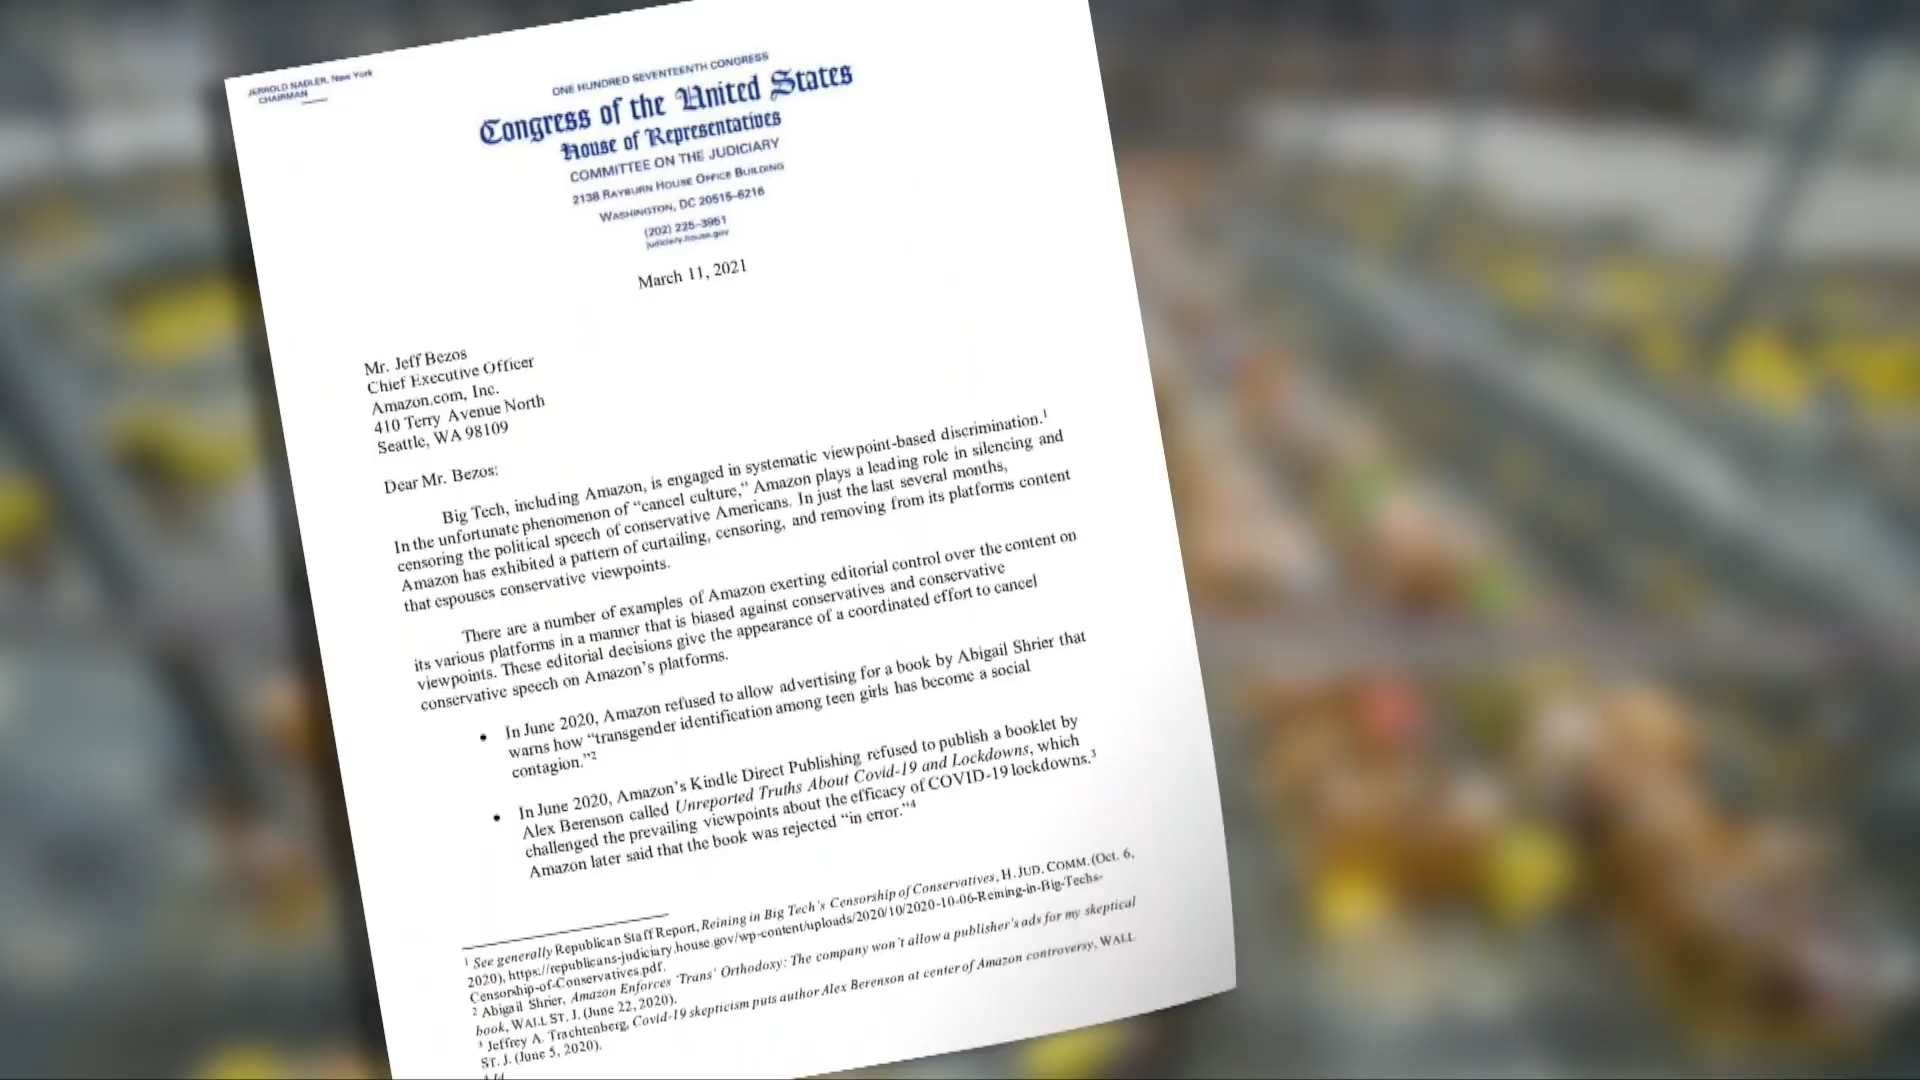 JERROLD NADLER, New York
CHAIRMAN
ONE HUNDRED SEVENTEENTH CONGRESS
Congress of the United States
House of Representatives
COMMITTEE ON THE JUDICIARY
2138 RAYBURN HOUSE OFFICE BUILDING
WASHINGTON, DC 20515–6216
(202) 225–3951
judiciary.house.gov
March 11, 2021
Mr. Jeff Bezos
Chief Executive Officer
Amazon.com, Inc.
410 Terry Avenue North
Seattle, WA 98109
Dear Mr. Bezos:
Big Tech, including Amazon, is engaged in systematic viewpoint-based discrimination.¹
In the unfortunate phenomenon of “cancel culture,” Amazon plays a leading role in silencing and
censoring the political speech of conservative Americans. In just the last several months,
Amazon has exhibited a pattern of curtailing, censoring, and removing from its platforms content
that espouses conservative viewpoints.
There are a number of examples of Amazon exerting editorial control over the content on
its various platforms in a manner that is biased against conservatives and conservative
viewpoints. These editorial decisions give the appearance of a coordinated effort to cancel
conservative speech on Amazon’s platforms.
• In June 2020, Amazon refused to allow advertising for a book by Abigail Shrier that
warns how “transgender identification among teen girls has become a social
contagion.”²
• In June 2020, Amazon’s Kindle Direct Publishing refused to publish a booklet by
Alex Berenson called Unreported Truths About Covid-19 and Lockdowns, which
challenged the prevailing viewpoints about the efficacy of COVID-19 lockdowns.³
Amazon later said that the book was rejected “in error.”⁴
¹ See generally Republican Staff Report, Reining in Big Tech’s Censorship of Conservatives, H. JUD. COMM. (Oct. 6,
2020), https://republicans-judiciary.house.gov/wp-content/uploads/2020/10/2020-10-06-Reining-in-Big-Techs-
Censorship-of-Conservatives.pdf.
² Abigail Shrier, Amazon Enforces ‘Trans’ Orthodoxy: The company won’t allow a publisher’s ads for my skeptical
book, WALL ST. J. (June 22, 2020).
³ Jeffrey A. Trachtenberg, Covid-19 skepticism puts author Alex Berenson at center of Amazon controversy, WALL
ST. J. (June 5, 2020).